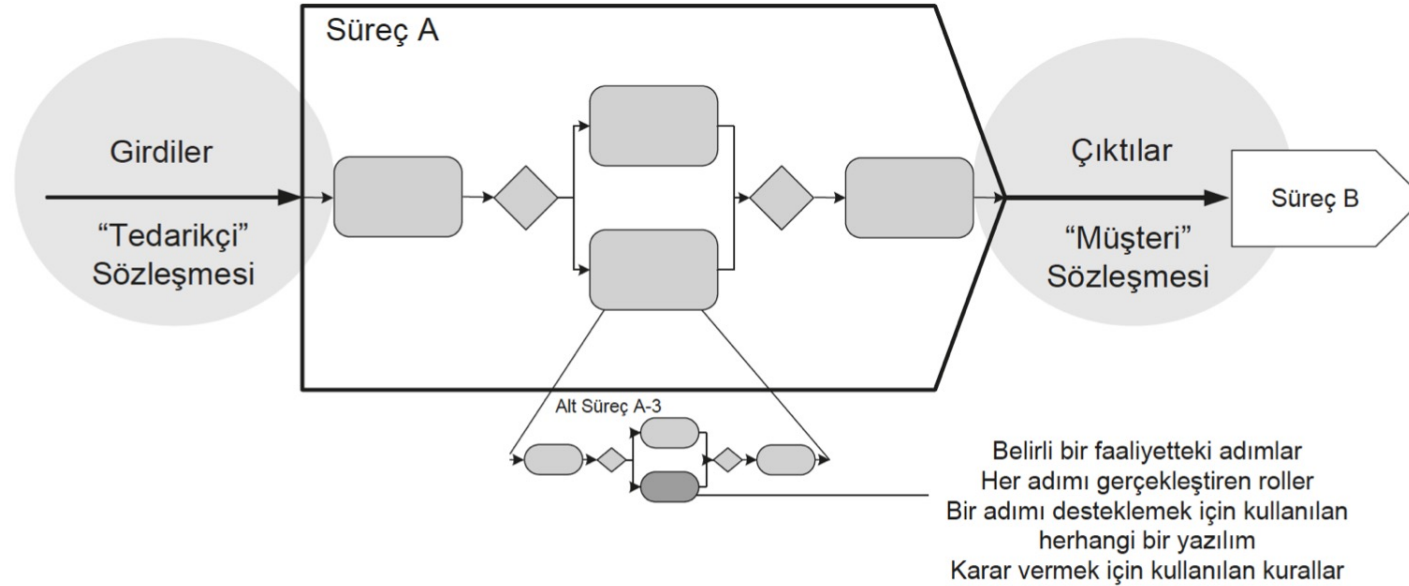 Süreç A
Girdiler
“Tedarikçi”
Sözleşmesi
Çıktılar
“Müşteri”
Sözleşmesi
Süreç B
Alt Süreç A-3
Belirli bir faaliyetteki adımlar
Her adımı gerçekleştiren roller
Bir adımı desteklemek için kullanılan
herhangi bir yazılım
Karar vermek için kullanılan kurallar